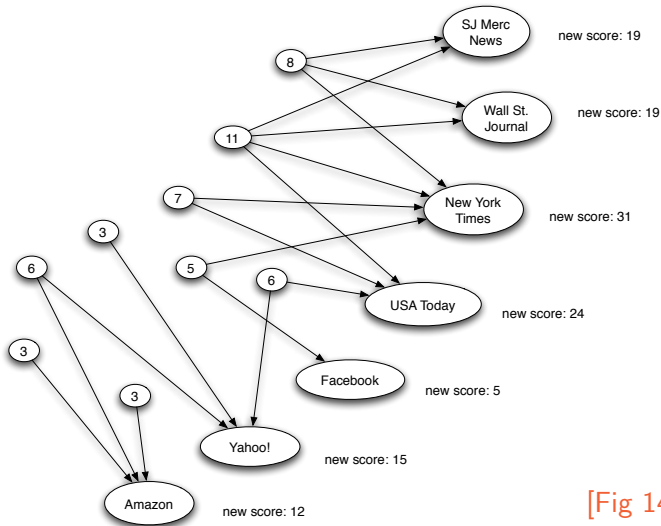 SJ Merc
News
new score: 19
8
Wall St.
Journal
new score: 19
11
7
New York
Times
new score: 31
3
6
5
6
USA Today
new score: 24
3
Facebook
new score: 5
3
Yahoo!
new score: 15
Amazon
new score: 12
[Fig 14